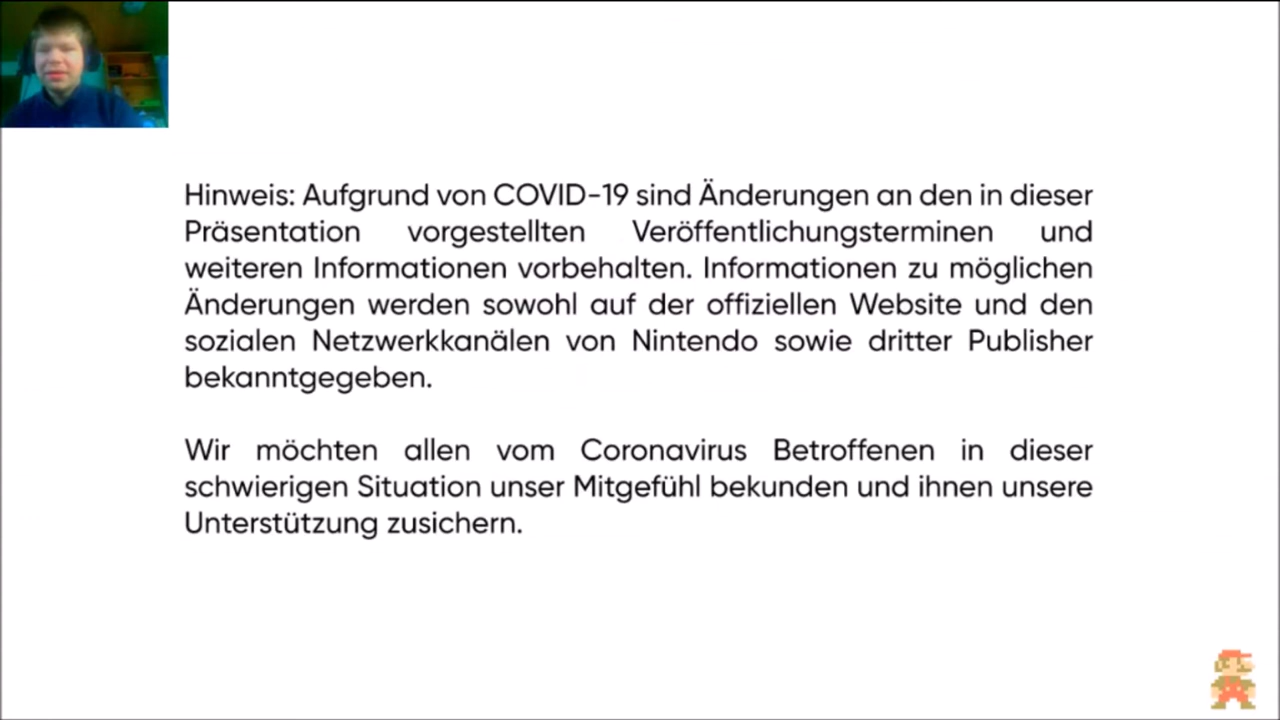 Hinweis: Aufgrund von COVID-19 sind Änderungen an den in dieser
Präsentation vorgestellten Veröffentlichungsterminen und
weiteren Informationen vorbehalten. Informationen zu möglichen
Änderungen werden sowohl auf der offiziellen Website und den
sozialen Netzwerkkanälen von Nintendo sowie dritter Publisher
bekanntgegeben.
Wir möchten allen vom Coronavirus Betroffenen in dieser
schwierigen Situation unser Mitgefühl bekunden und ihnen unsere
Unterstützung zusichern.